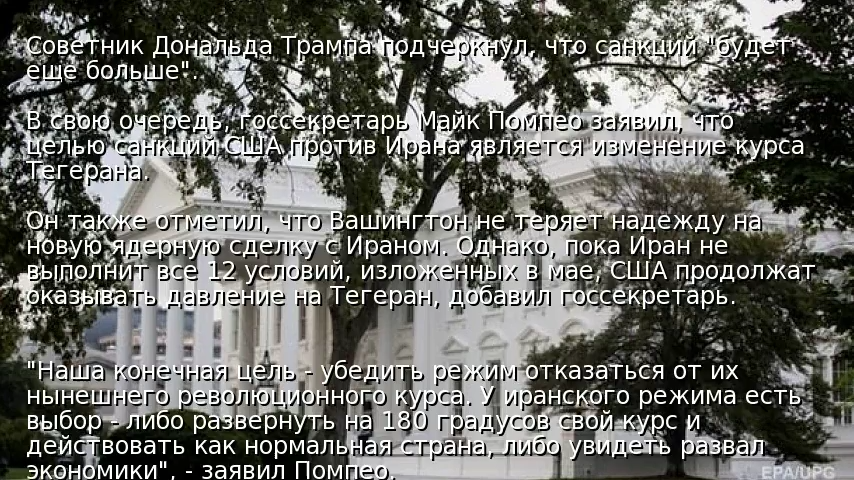 Советник Дональда Трампа подчеркнул, что санкций "будет
еще больше".
В свою очередь, госсекретарь Майк Помпео заявил, что
целью санкций США против Ирана является изменение курса
Тегерана.
Он также отметил, что Вашингтон не теряет надежду на
новую ядерную сделку с Ираном. Однако, пока Иран не
выполнит все 12 условий, изложенных в мае, США продолжат
оказывать давление на Тегеран, добавил госсекретарь.
"Наша конечная цель - убедить режим отказаться от их
нынешнего революционного курса. У иранского режима есть
выбор - либо развернуть на 180 градусов свой курс и
действовать как нормальная страна, либо увидеть развал
экономики", - заявил Помпео.
EPA/UPG